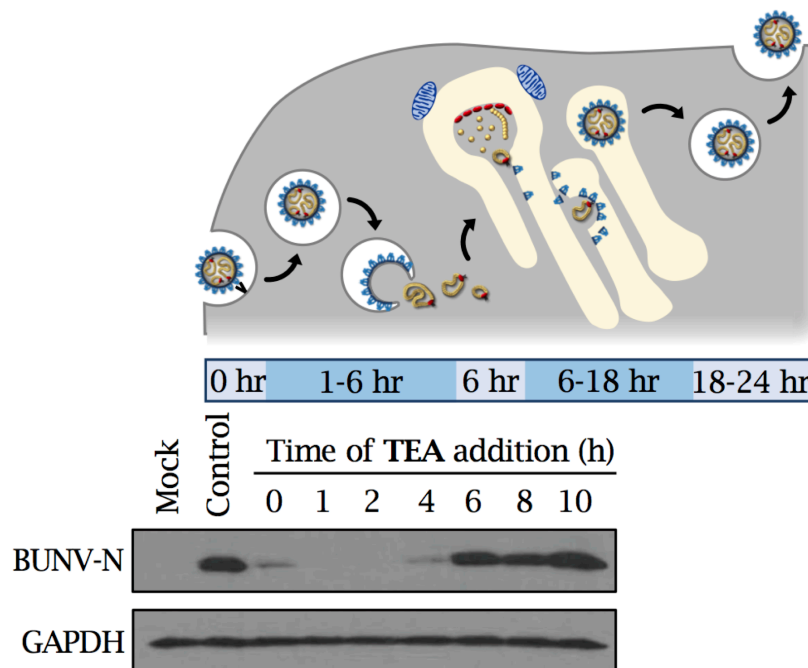 0 hr 1-6 hr 6 hr 6-18 hr 18-24 hr
Mock
Control
Time of TEA addition (h)
0 1 2 4 6 8 10
BUNV-N
GAPDH